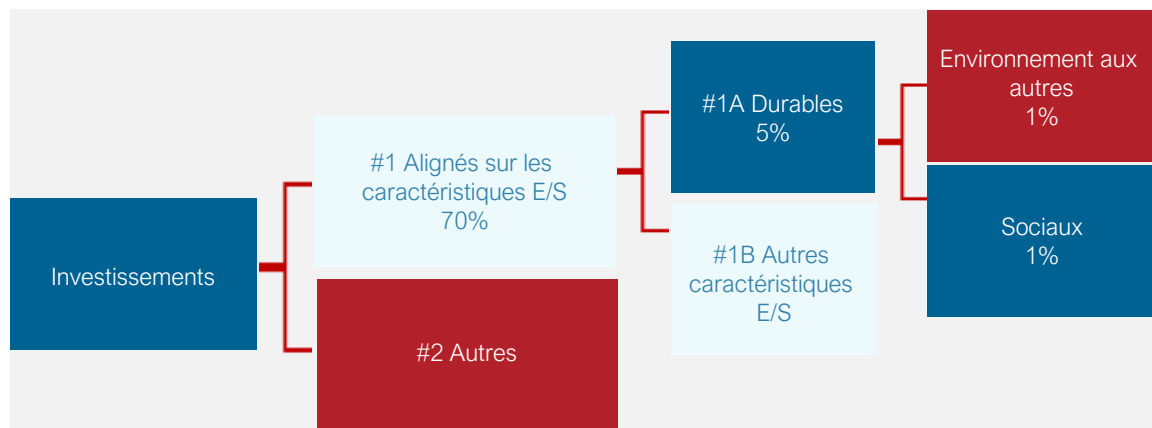 Investissements
#1 Alignés sur les
caractéristiques E/S
70%
#2 Autres
#1A Durables
5%
#1B Autres
caractéristiques
E/S
Environnement aux
autres
1%
Sociaux
1%